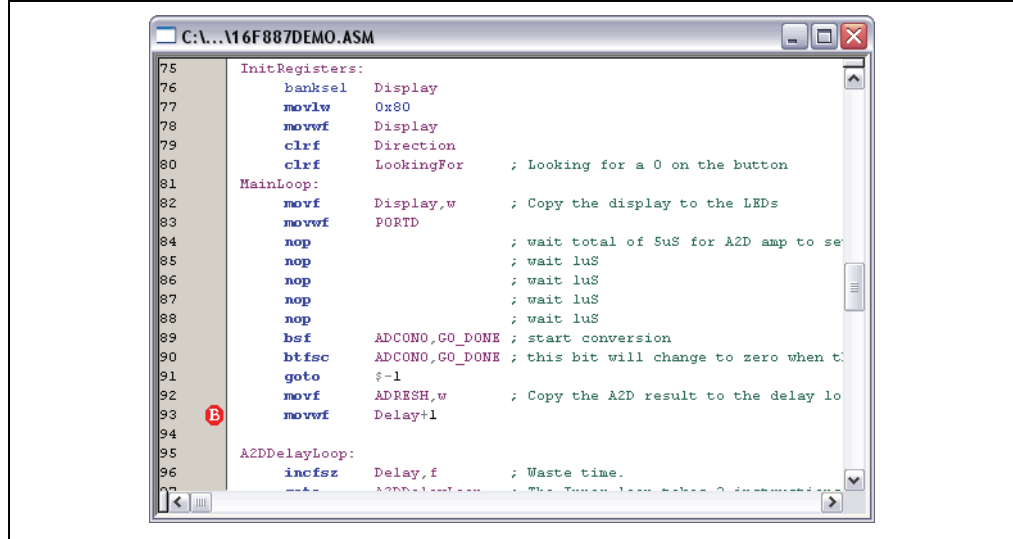 C:\...\16F887DEMO.ASM
75 InitRegisters:
76 banksel Display
77 movlw 0x80
78 movwf Display
79 clrf Direction
80 clrf LookingFor ; Looking for a 0 on the button
81 MainLoop:
82 movf Display,w ; Copy the display to the LEDs
83 movwf PORTD
84 nop ; wait total of 5uS for A2D amp to se
85 nop ; wait 1uS
86 nop ; wait 1uS
87 nop ; wait 1uS
88 nop ; wait 1uS
89 bsf ADCON0,GO_DONE ; start conversion
90 btfsc ADCON0,GO_DONE ; this bit will change to zero when t
91 goto $-1
92 movf ADRESH,w ; Copy the A2D result to the delay lo
93 B movwf Delay+1
94
95 A2DDelayLoop:
96 incfsz Delay,f ; Waste time.